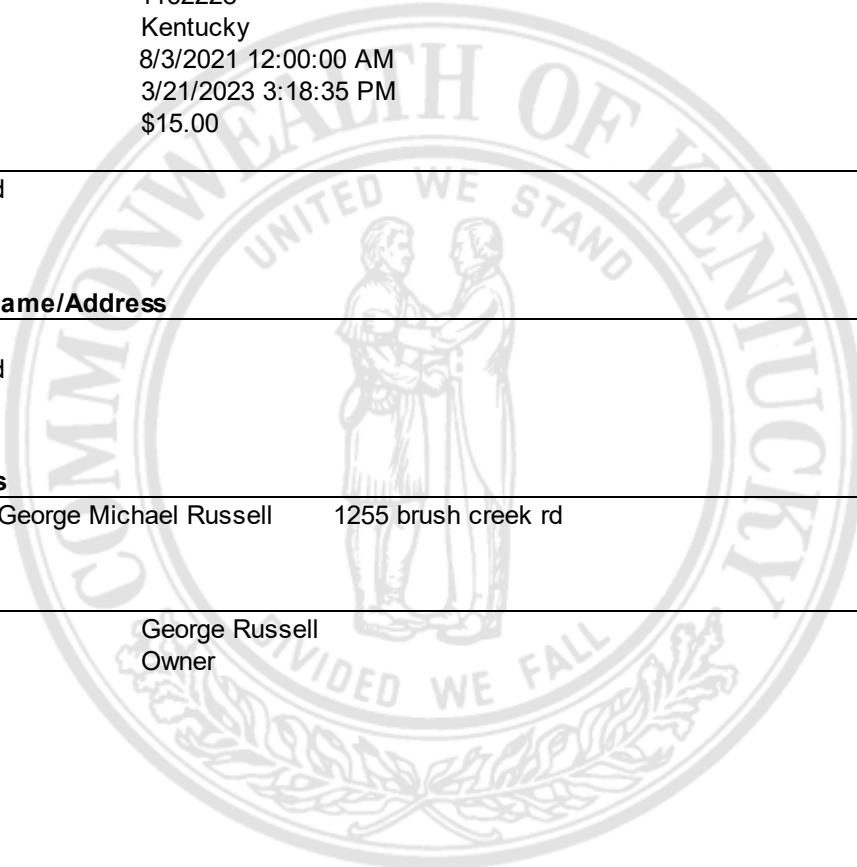 Kentucky
8/3/2021 12:00:00 AM
3/21/2023 3:18:35 PM
$15.00
d
ame/Address
d
s
George Michael Russell 1255 brush creek rd
George Russell
Owner
COMMONWEALTH OF KENTUCKY
UNITED WE STAND
DIVIDED WE FALL